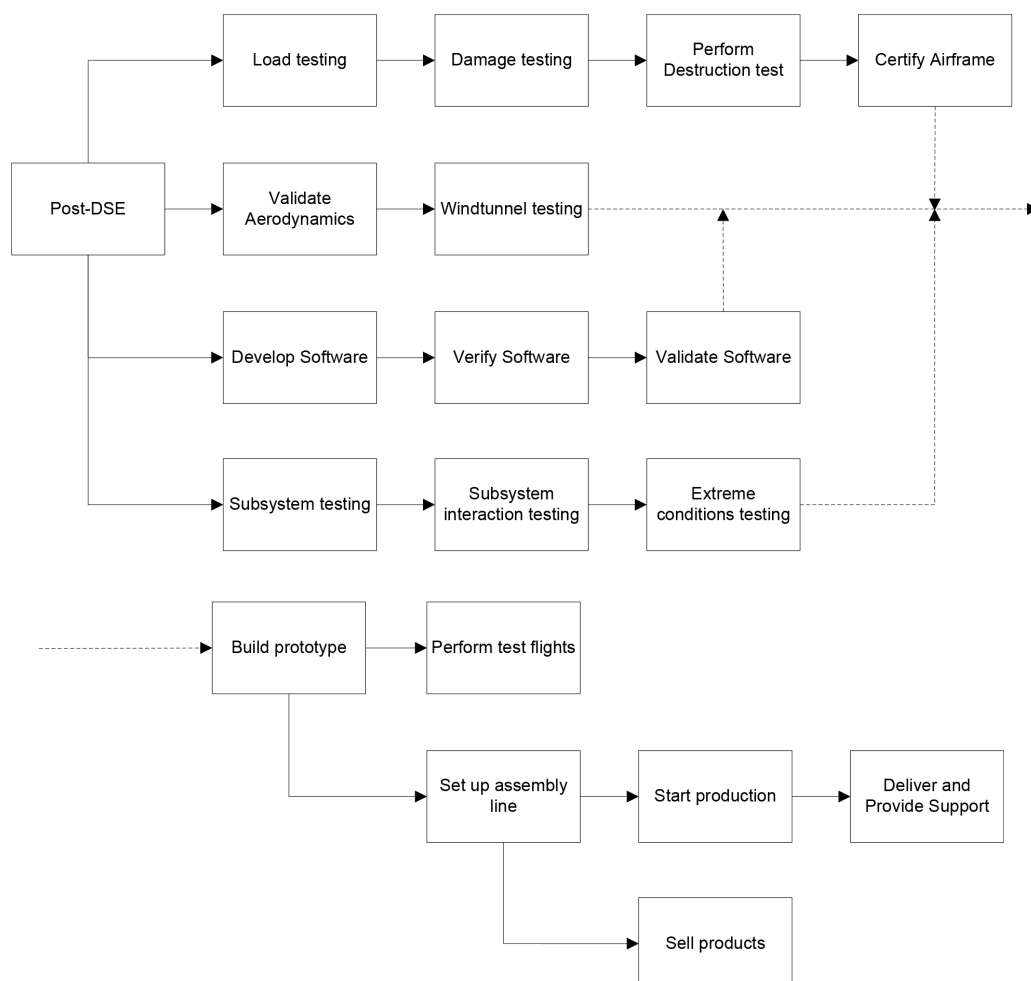 Load testing
Damage testing
Perform
Destruction test
Certify Airframe
Post-DSE
Validate
Aerodynamics
Windtunnel testing
Develop Software
Verify Software
Validate Software
Subsystem testing
Subsystem
interaction testing
Extreme
conditions testing
Build prototype
Perform test flights
Set up assembly
line
Start production
Deliver and
Provide Support
Sell products